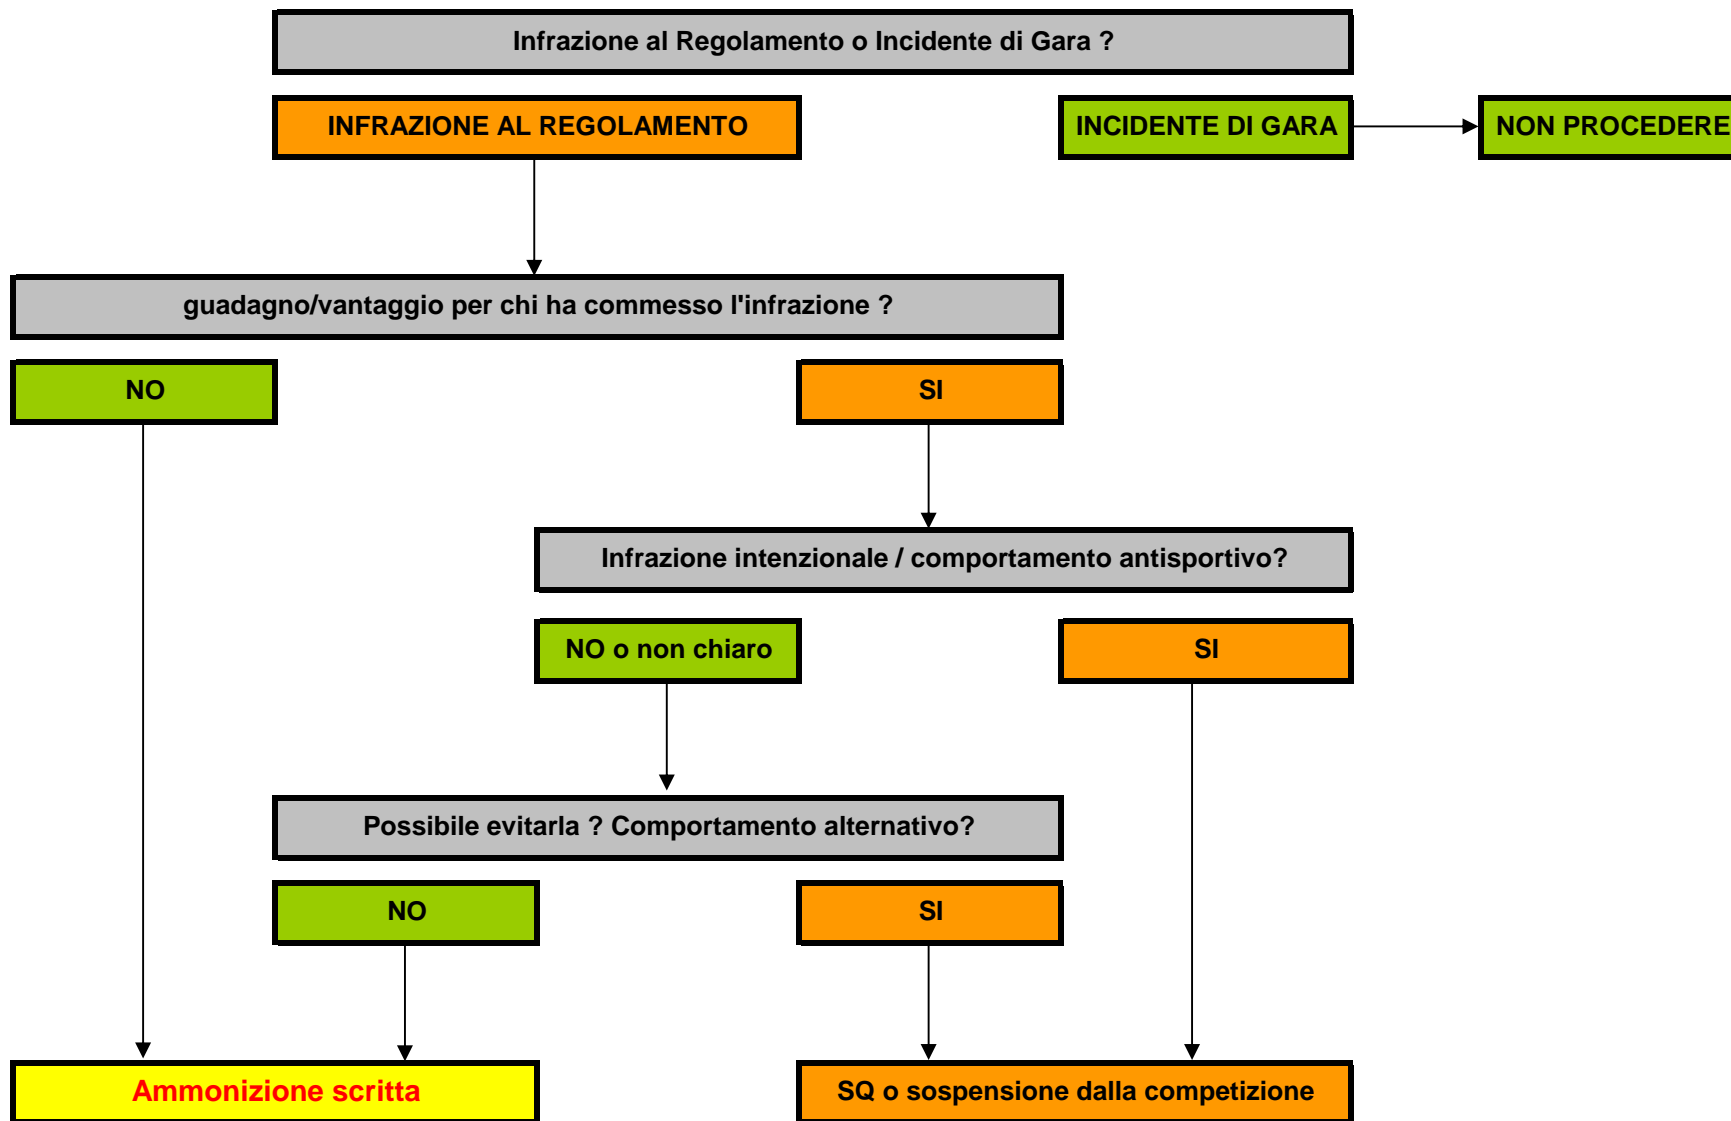 Infrazione al Regolamento o Incidente di Gara ?
INFRAZIONE AL REGOLAMENTO
INCIDENTE DI GARA
NON PROCEDERE
guadagno/vantaggio per chi ha commesso l'infrazione ?
NO
SI
Infrazione intenzionale / comportamento antisportivo?
NO o non chiaro
SI
Possibile evitarla ? Comportamento alternativo?
NO
SI
Ammonizione scritta
SQ o sospensione dalla competizione